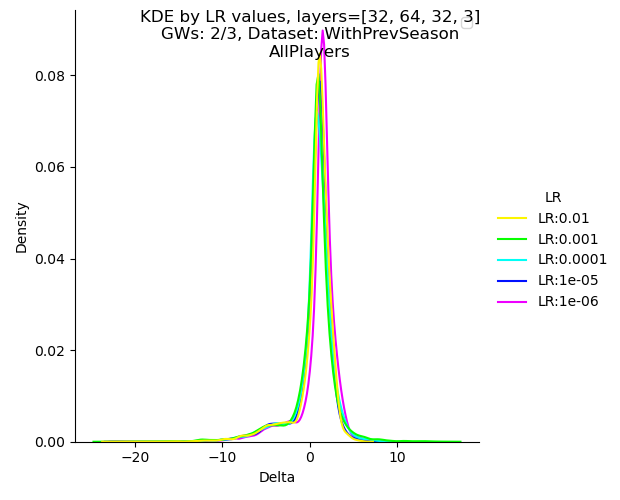 KDE by LR values, layers=[32, 64, 32, 3]
GWs: 2/3, Dataset: WithPrevSeason
AllPlayers
0.08
0.06
0.04
0.02
0.00
Density
−20
−10
0
10
Delta
LR
LR:0.01
LR:0.001
LR:0.0001
LR:1e-05
LR:1e-06